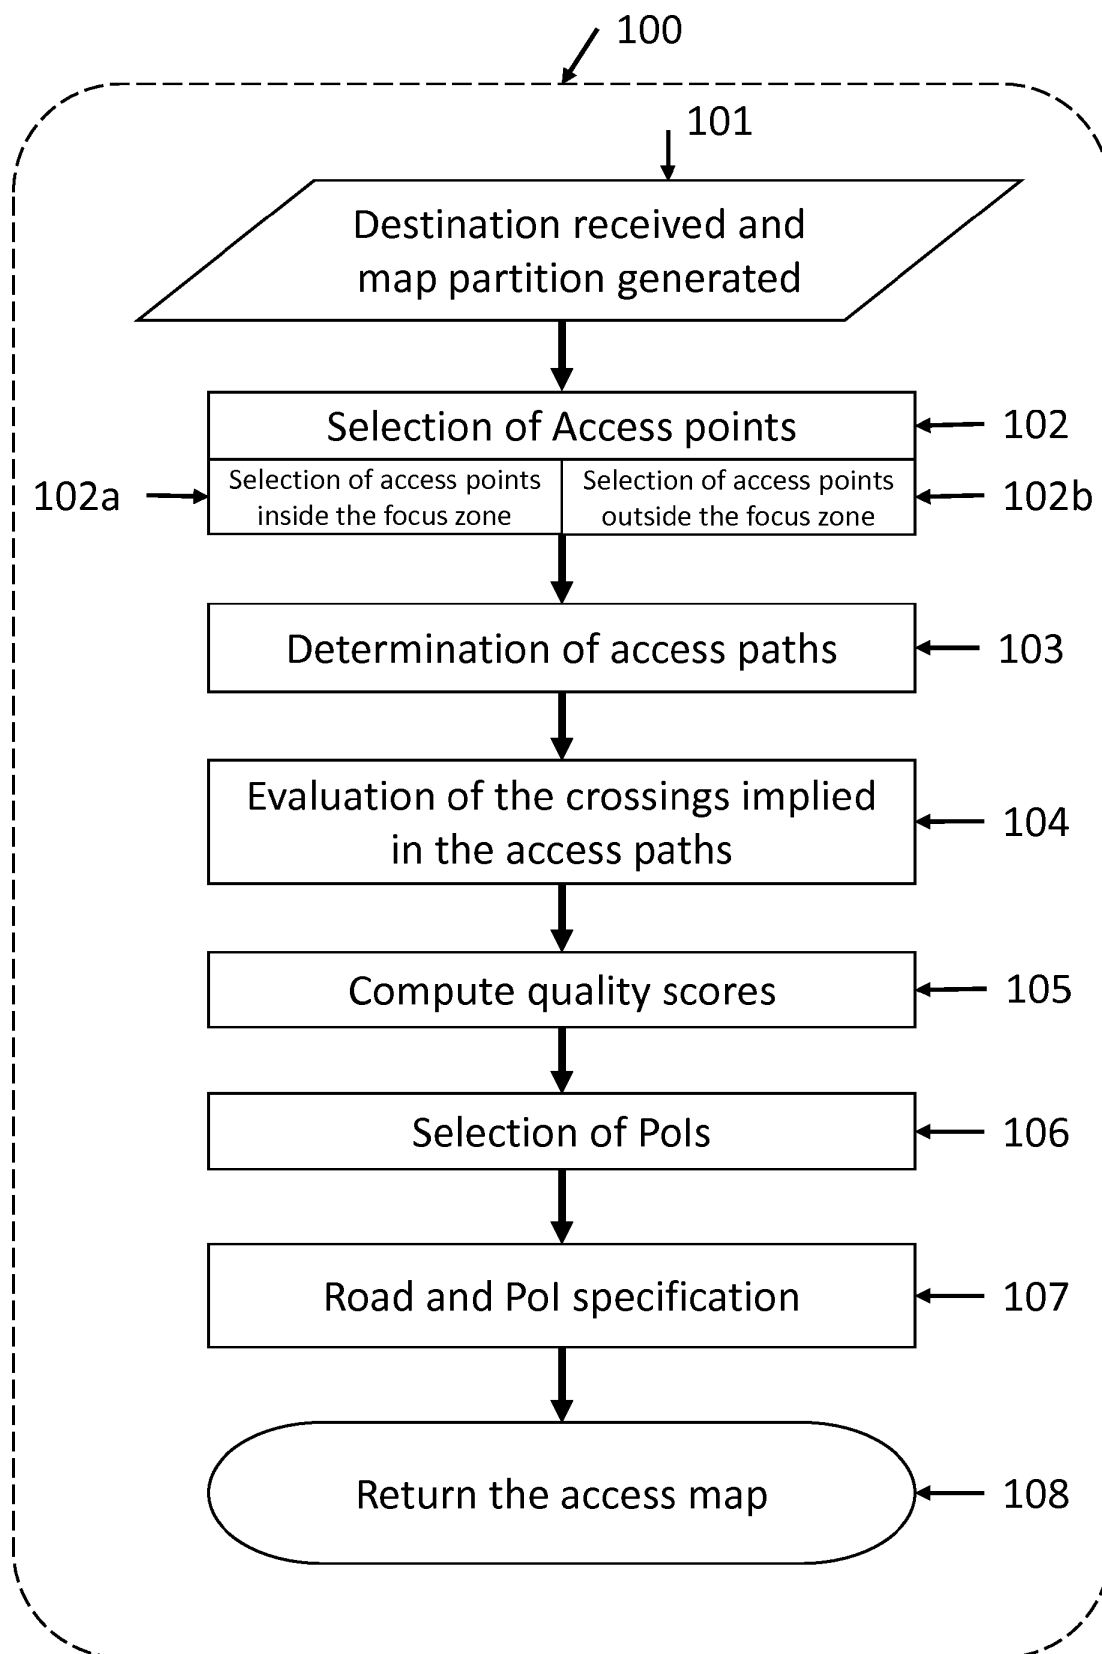 100
101
Destination received and
map partition generated
Selection of Access points
102
102a
Selection of access points
inside the focus zone
Selection of access points
outside the focus zone
102b
Determination of access paths
103
Evaluation of the crossings implied
in the access paths
104
Compute quality scores
105
Selection of PoIs
106
Road and PoI specification
107
Return the access map
108